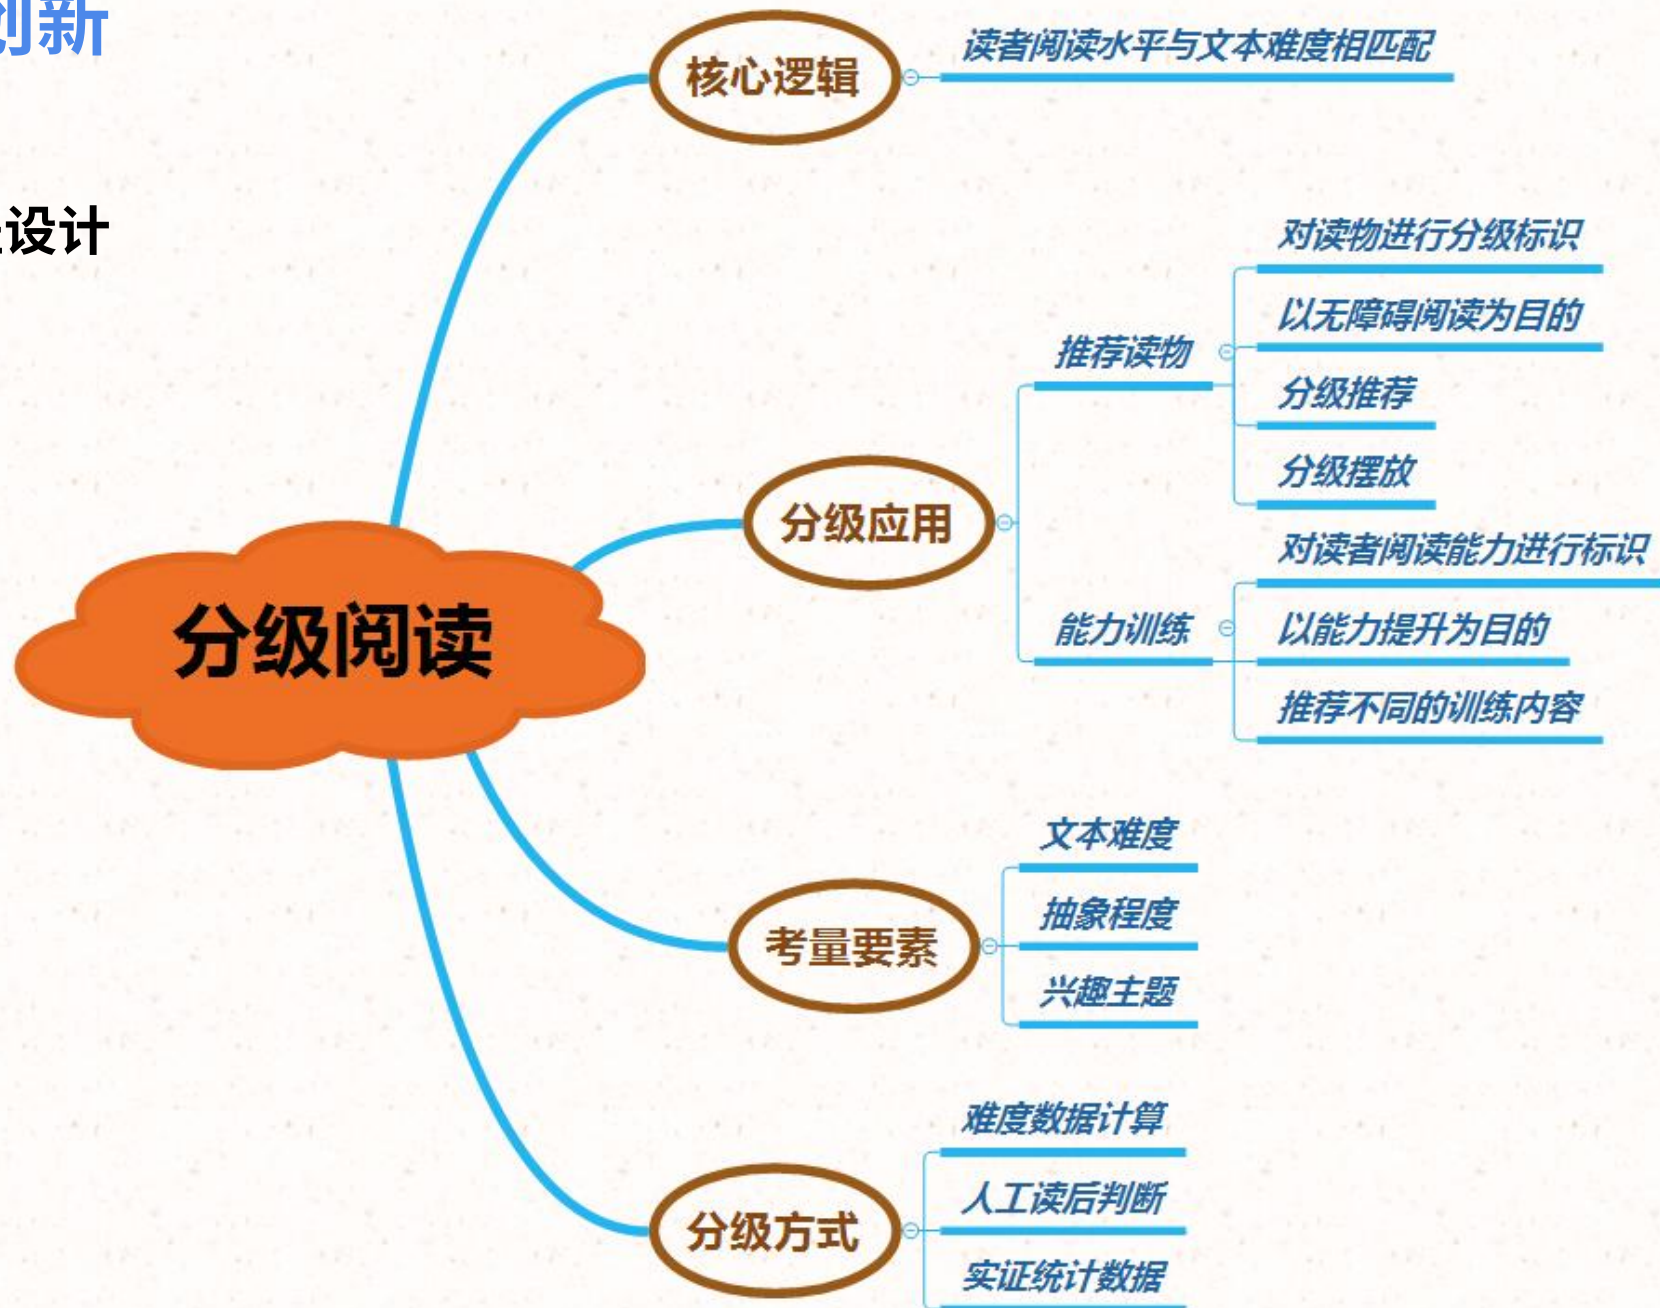 创新
设计
分级阅读
核心逻辑
读者阅读水平与文本难度相匹配
分级应用
推荐读物
对读物进行分级标识
以无障碍阅读为目的
分级推荐
分级摆放
能力训练
对读者阅读能力进行标识
以能力提升为目的
推荐不同的训练内容
考量要素
文本难度
抽象程度
兴趣主题
分级方式
难度数据计算
人工读后判断
实证统计数据